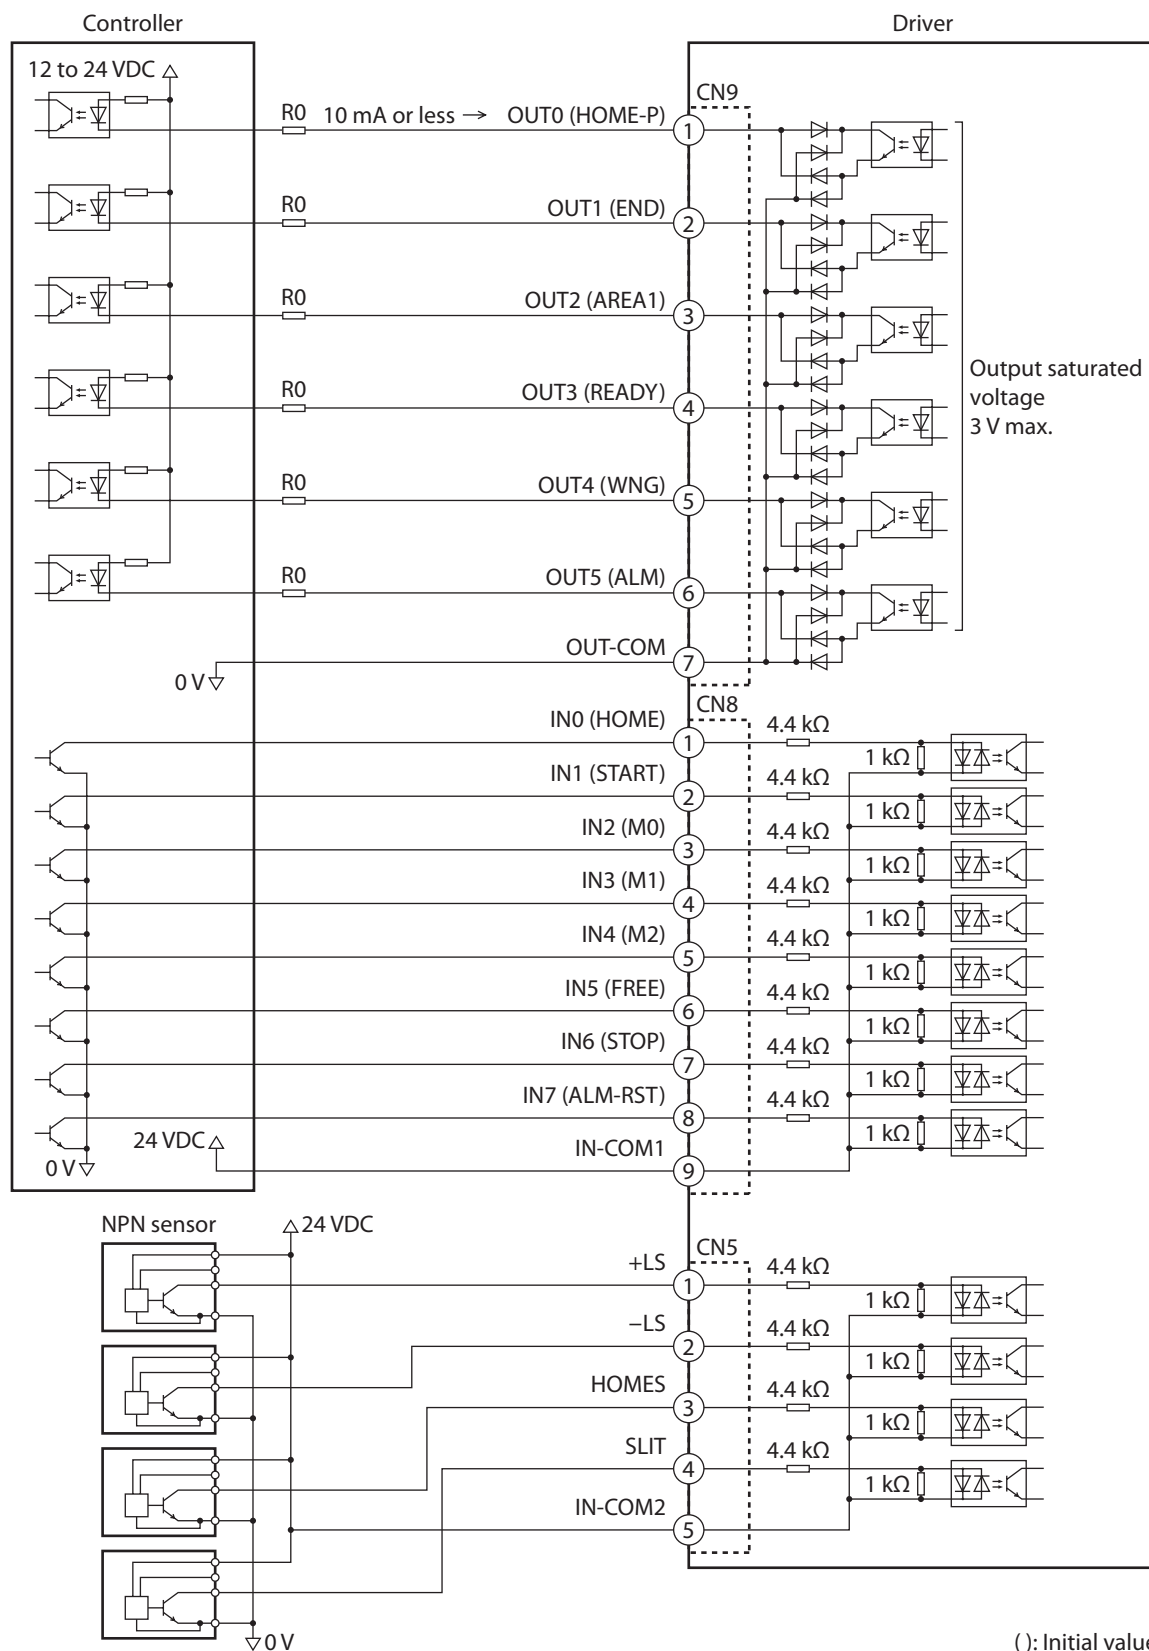 Controller
Driver
12 to 24 VDC
CN9
R0
10 mA or less →
OUT0 (HOME-P)
1
R0
OUT1 (END)
2
R0
OUT2 (AREA1)
3
Output saturated
voltage
3 V max.
R0
OUT3 (READY)
4
R0
OUT4 (WNG)
5
R0
OUT5 (ALM)
6
OUT-COM
7
0 V
CN8
IN0 (HOME)
1
4.4 kΩ
1 kΩ
IN1 (START)
2
4.4 kΩ
1 kΩ
IN2 (M0)
3
4.4 kΩ
1 kΩ
IN3 (M1)
4
4.4 kΩ
1 kΩ
IN4 (M2)
5
4.4 kΩ
1 kΩ
IN5 (FREE)
6
4.4 kΩ
1 kΩ
IN6 (STOP)
7
4.4 kΩ
1 kΩ
IN7 (ALM-RST)
8
4.4 kΩ
1 kΩ
24 VDC
IN-COM1
9
0 V
NPN sensor
24 VDC
CN5
+LS
1
4.4 kΩ
1 kΩ
−LS
2
4.4 kΩ
1 kΩ
HOMES
3
4.4 kΩ
1 kΩ
SLIT
4
4.4 kΩ
1 kΩ
IN-COM2
5
0 V
( ): Initial value